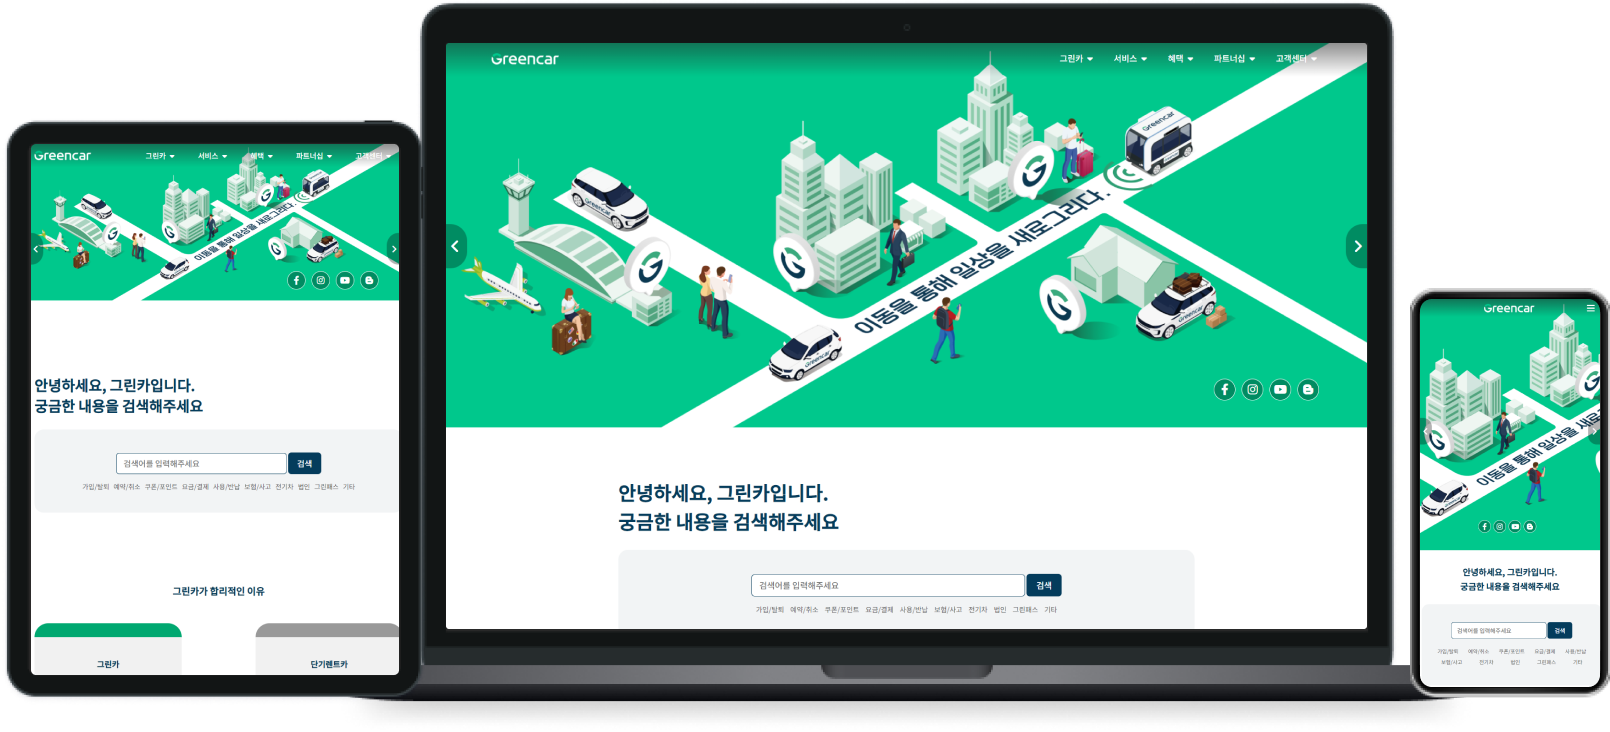 Greencar
그린카
서비스
혜택
파트너십
고객센터
이동을 통해 일상을 새로그리다.
안녕하세요, 그린카입니다.
궁금한 내용을 검색해주세요
검색어를 입력해주세요
검색
가입/탈퇴 예약/취소 쿠폰/포인트 요금/결제 사용/반납 보험/사고 전기차 법인 그린패스 기타
그린카가 합리적인 이유
그린카
단기렌트카
Greencar
그린카
서비스
혜택
파트너십
고객센터
Greencar
Greencar
이동을 통해 일상을 새로그리다.
Greencar
Greencar
안녕하세요, 그린카입니다.
궁금한 내용을 검색해주세요
검색어를 입력해주세요
검색
가입/탈퇴 예약/취소 쿠폰/포인트 요금/결제 사용/반납 보험/사고 전기차 법인 그린패스 기타
Greencar
이동을 통해 일상을 새로그
안녕하세요, 그린카입니다.
궁금한 내용을 검색해주세요
검색어를 입력해주세요
검색
가입/탈퇴 예약/취소 쿠폰/포인트 요금/결제 사용/반납
보험/사고 전기차 법인 그린패스 기타